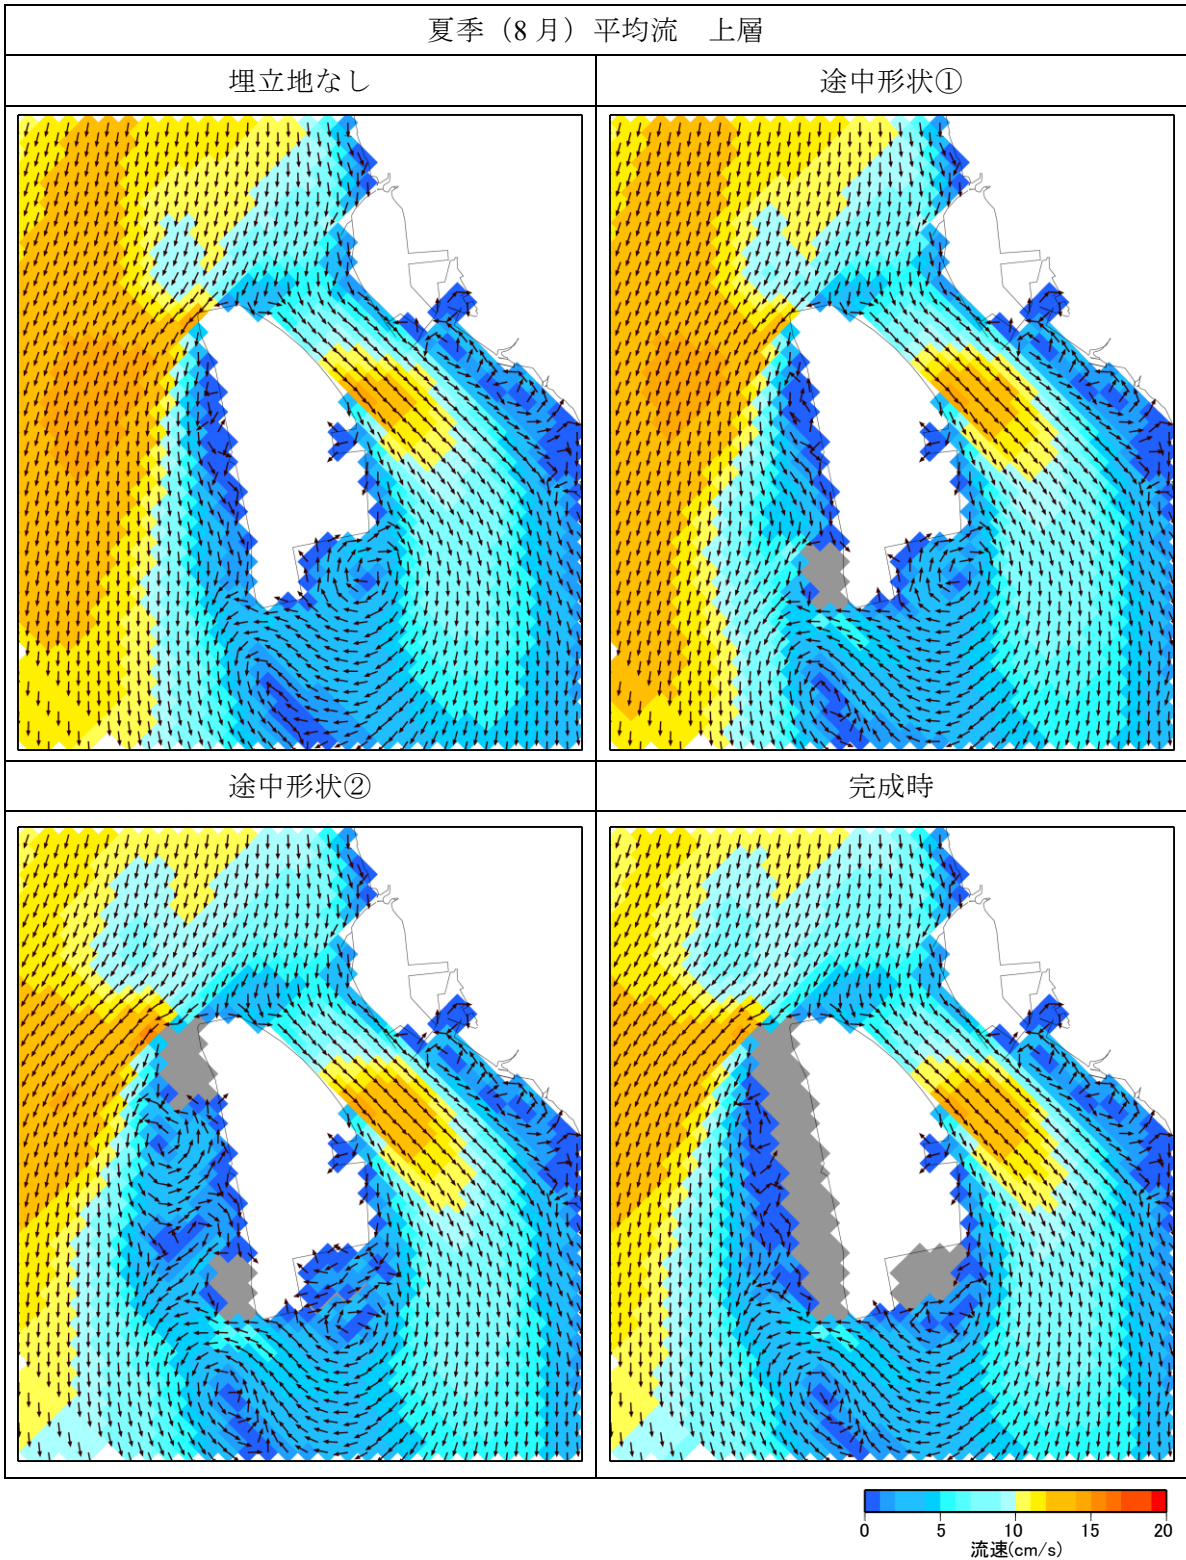 夏季（8月）平均流　上層
埋立地なし
途中形状①
途中形状②
完成時
0 5 10 15 20
流速(cm/s)